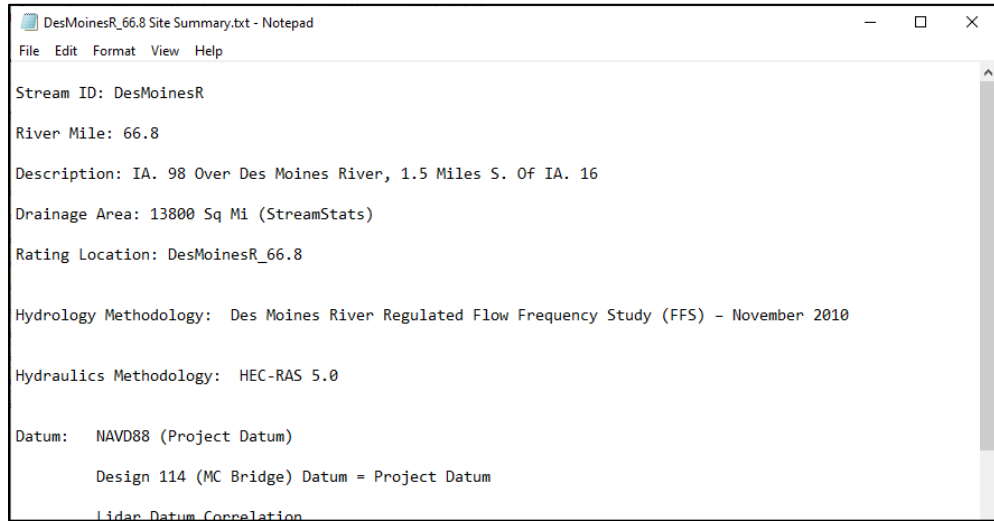 DesMoinesR_66.8 Site Summary.txt - Notepad
File Edit Format View Help
Stream ID: DesMoinesR
River Mile: 66.8
Description: IA. 98 Over Des Moines River, 1.5 Miles S. Of IA. 16
Drainage Area: 13800 Sq Mi (StreamStats)
Rating Location: DesMoinesR_66.8
Hydrology Methodology:  Des Moines River Regulated Flow Frequency Study (FFS) – November 2010
Hydraulics Methodology:  HEC-RAS 5.0
Datum:   NAVD88 (Project Datum)
Design 114 (MC Bridge) Datum = Project Datum
Lidar Datum Correlation